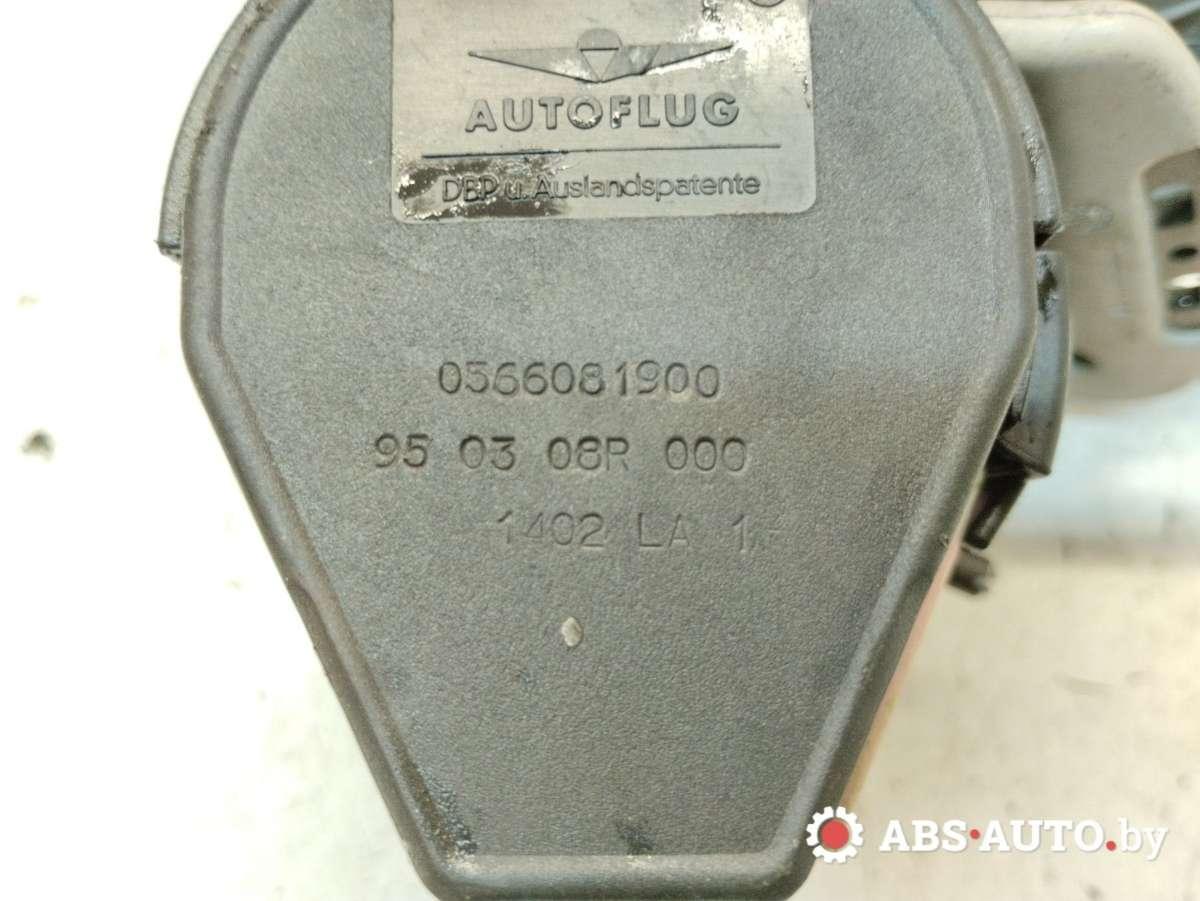 AUTOFLUG
DBP u. Auslandspatente
0566081900
95 03 08R 000
1402 LA 1
ABS·AUTO.by